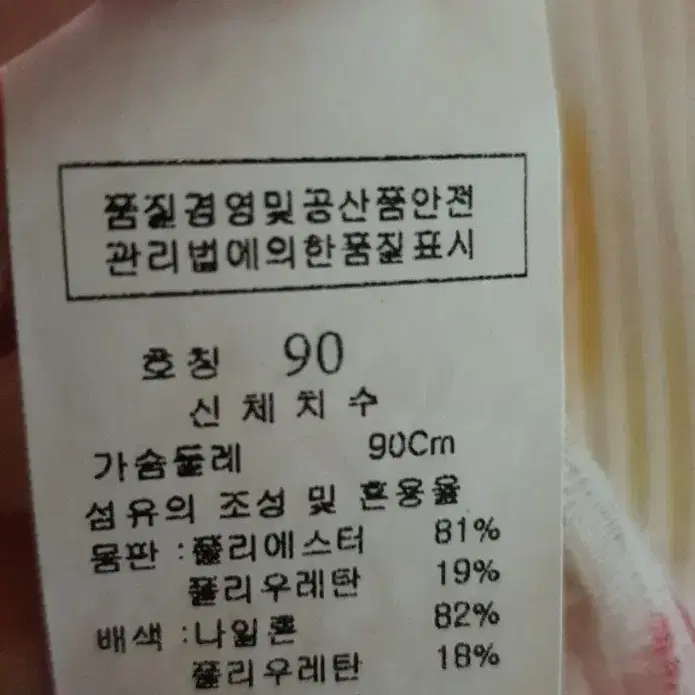 품질경영및공산품안전
관리법에의한품질표시
호칭 90
신체치수
가슴둘레 90Cm
섬유의 조성 및 혼용율
몸판 : 폴리에스터 81%
폴리우레탄 19%
배색 : 나일론 82%
폴리우레탄 18%